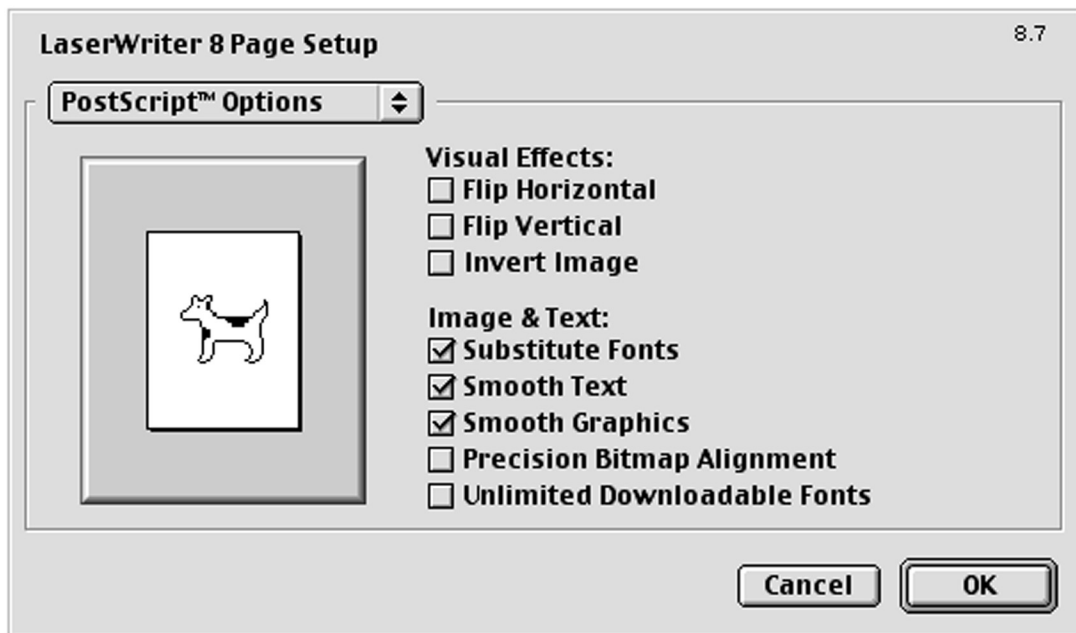 LaserWriter 8 Page Setup
8.7
PostScript™ Options
Visual Effects:
Flip Horizontal
Flip Vertical
Invert Image
Image & Text:
Substitute Fonts
Smooth Text
Smooth Graphics
Precision Bitmap Alignment
Unlimited Downloadable Fonts
Cancel
OK